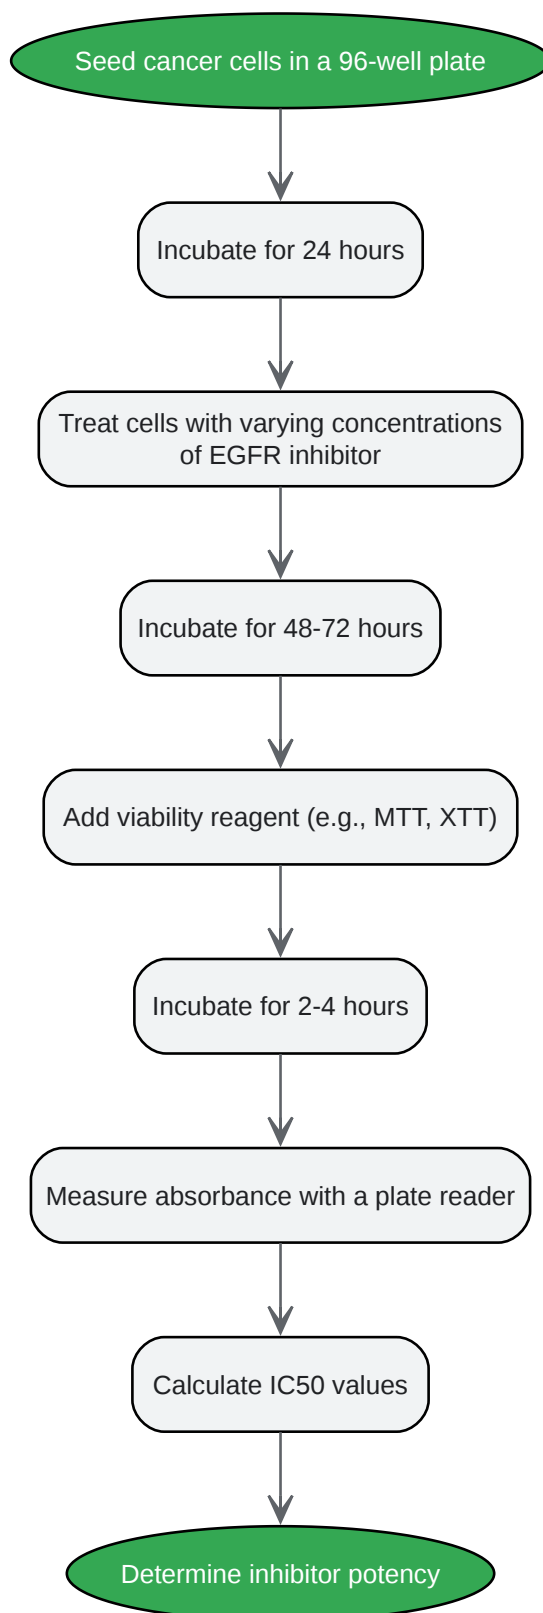 Seed cancer cells in a 96-well plate
Incubate for 24 hours
Treat cells with varying concentrations
of EGFR inhibitor
Incubate for 48-72 hours
Add viability reagent (e.g., MTT, XTT)
Incubate for 2-4 hours
Measure absorbance with a plate reader
Calculate IC50 values
Determine inhibitor potency